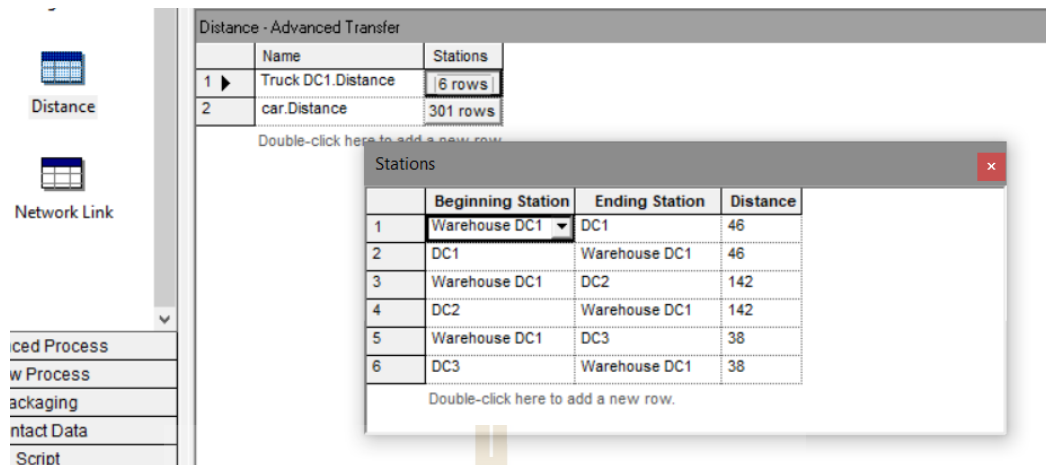 Distance - Advanced Transfer
Name Stations
1 Truck DC1.Distance 6 rows
2 car.Distance 301 rows
Double-click here to add a new row.
Distance
Network Link
Stations
Beginning Station Ending Station Distance
1 Warehouse DC1 DC1 46
2 DC1 Warehouse DC1 46
3 Warehouse DC1 DC2 142
4 DC2 Warehouse DC1 142
5 Warehouse DC1 DC3 38
6 DC3 Warehouse DC1 38
Double-click here to add a new row.
ced Process
w Process
ackaging
ntact Data
Script